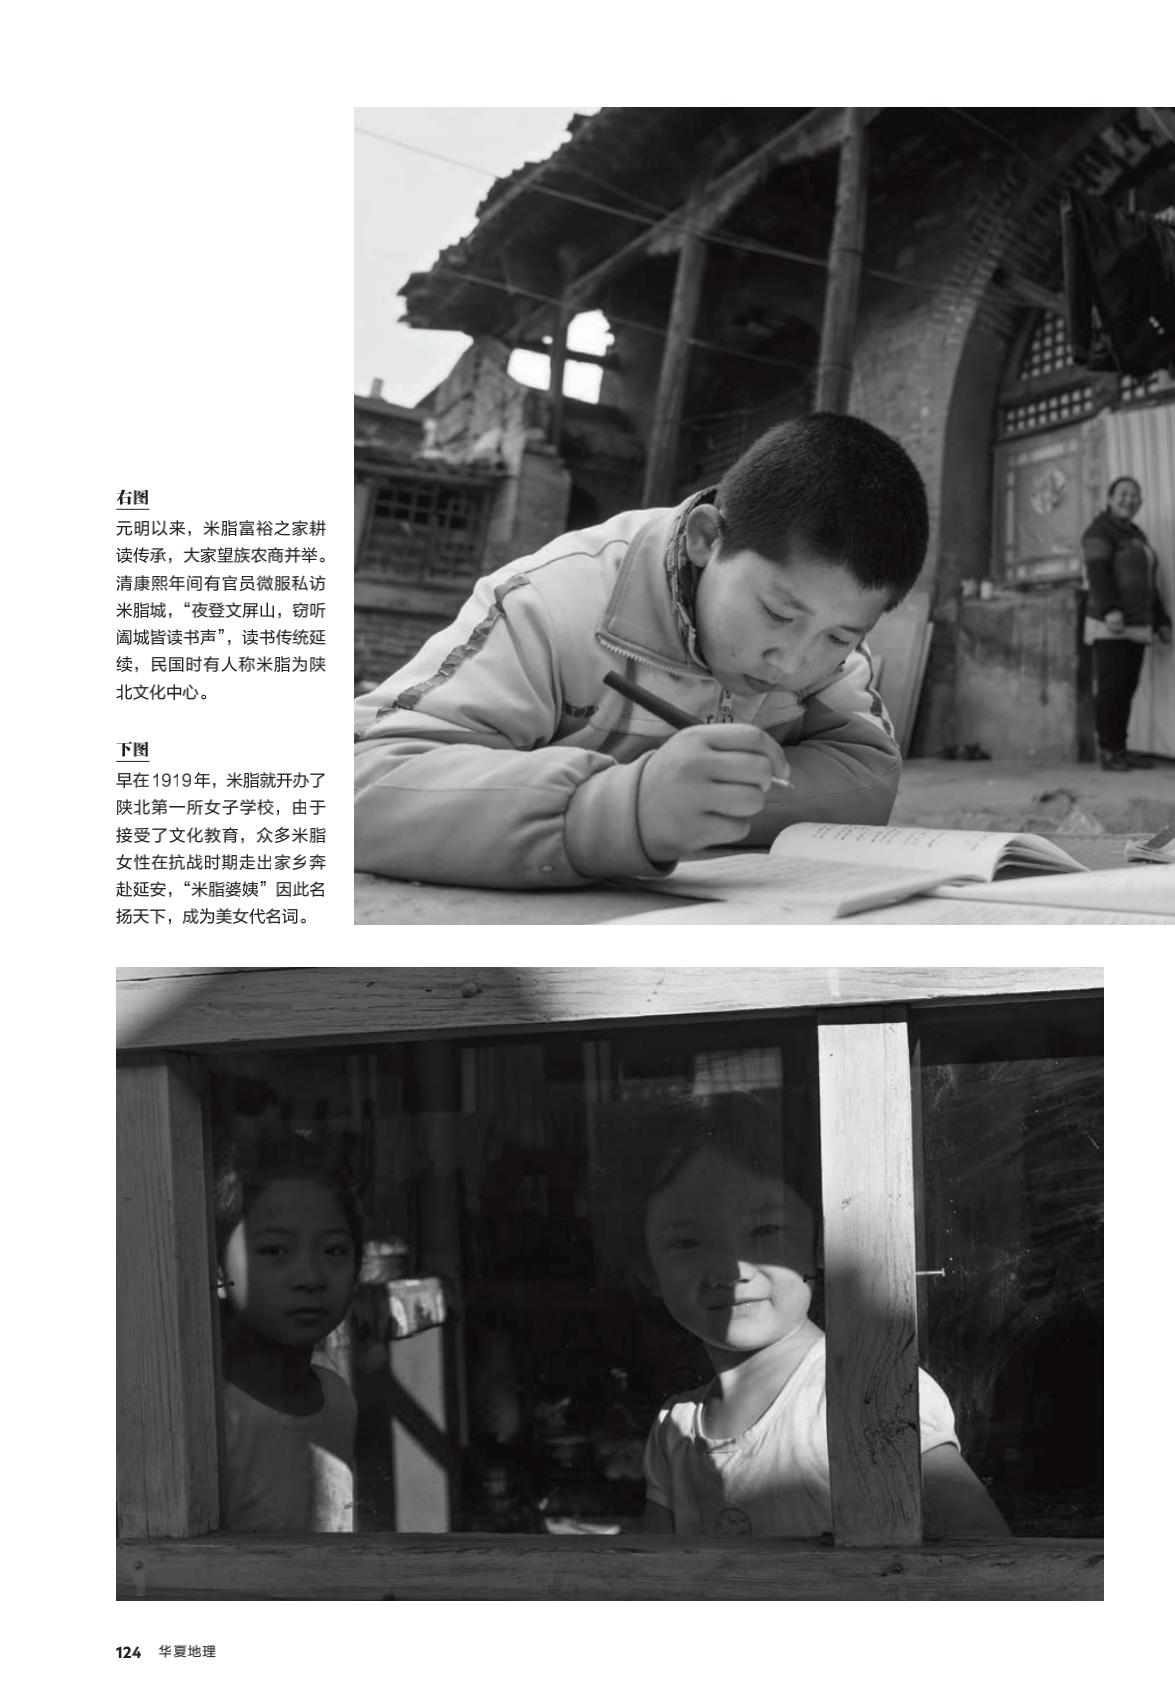 右图
元明以来，米脂富裕之家耕
读传承，大家望族农商并举。
清康熙年间有官员微服私访
米脂城，“夜登文屏山，窃听
阖城皆读书声”，读书传统延
续，民国时有人称米脂为陕
北文化中心。
下图
早在1919年，米脂就开办了
陕北第一所女子学校，由于
接受了文化教育，众多米脂
女性在抗战时期走出家乡奔
赴延安，“米脂婆姨”因此名
扬天下，成为美女代名词。
124 华夏地理